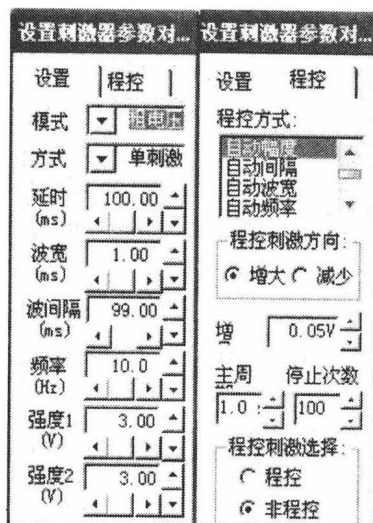 设置刺激器参数对...
设置 程控
模式 粗电压
方式 单刺激
延时 100.00
(ms)
波宽 1.00
(ms)
波间隔 99.00
(ms)
频率 10.0
(Hz)
强度1 3.00
(V)
强度2 3.00
(V)
设置刺激器参数对...
设置 程控
程控方式:
自动幅度
自动间隔
自动波宽
自动频率
程控刺激方向:
增大 减少
增 0.05V
主周 停止次数
1.0 100
程控刺激选择:
程控
非程控